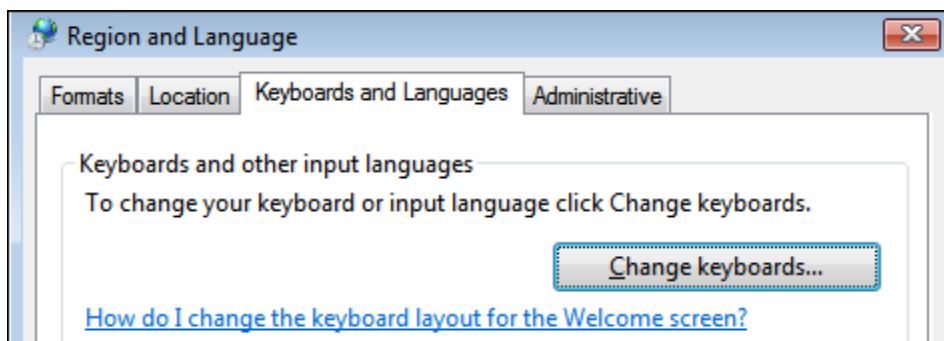 Region and Language
Formats Location Keyboards and Languages Administrative
Keyboards and other input languages
To change your keyboard or input language click Change keyboards.
Change keyboards...
How do I change the keyboard layout for the Welcome screen?